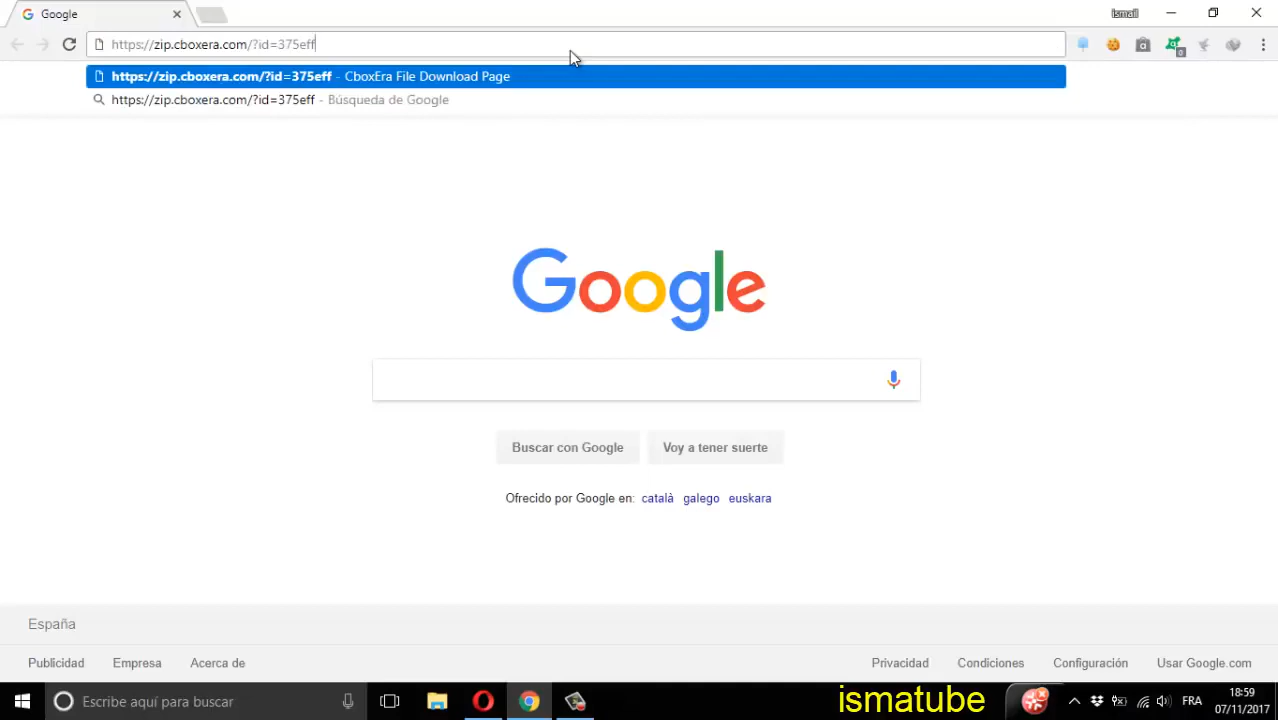 Google
ismail
https://zip.cboxera.com/?id=375eff
https://zip.cboxera.com/?id=375eff - CboxEra File Download Page
https://zip.cboxera.com/?id=375eff - Búsqueda de Google
Google
Buscar con Google
Voy a tener suerte
Ofrecido por Google en: català galego euskara
España
Publicidad Empresa Acerca de
Privacidad Condiciones Configuración Usar Google.com
Escribe aquí para buscar
ismatube
FRA
18:59
07/11/2017
0
a